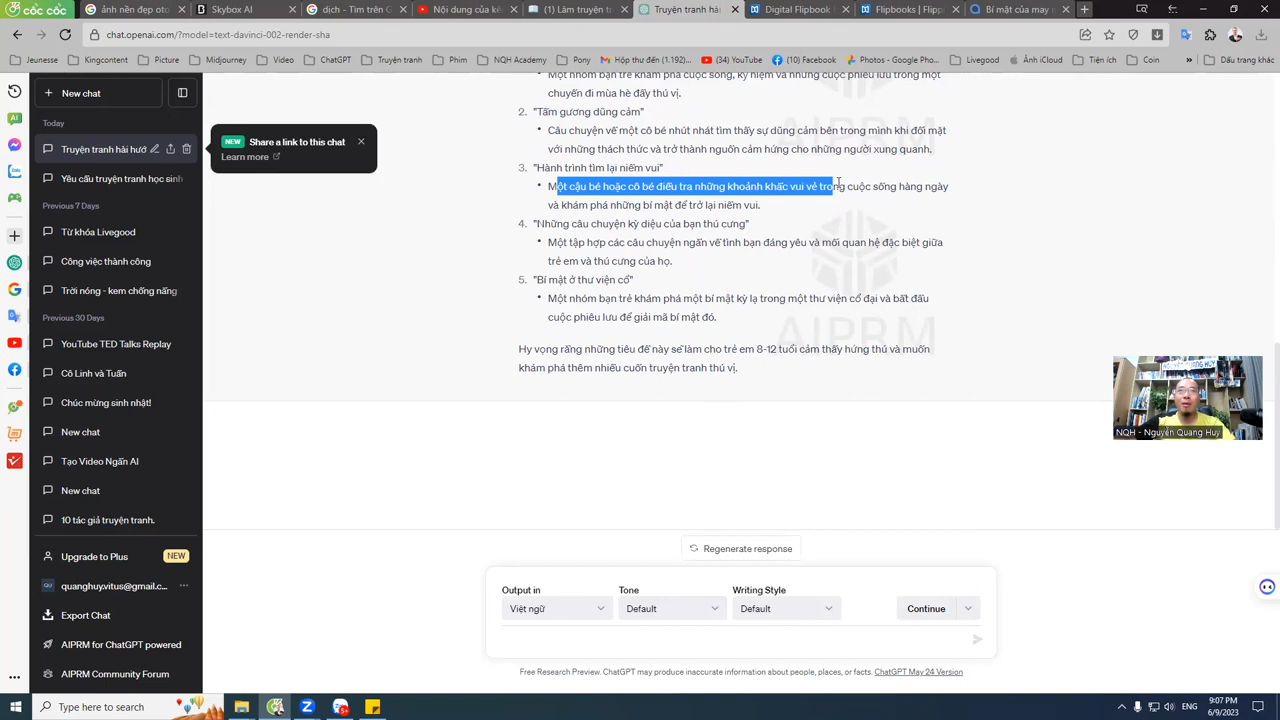 ảnh nền đẹp oto
Skybox AI
dịch - Tìm trên G
Nội dung của kê
(1) Làm truyện t
Truyện tranh hà
Digital Flipboo
Flipbooks | Flipp
Bí mật của may
chat.openai.com/?model=text-davinci-002-render-sha
Jeunesse
Kingcontent
Picture
Midjourney
Video
ChatGPT
Truyện tranh
Phim
NQH Academy
Pony
Hộp thư đến (1.192)...
(34) YouTube
(10) Facebook
Photos - Google Pho...
Livegood
Ảnh iCloud
Tiện ích
Coin
Dấu trang khác
New chat
Today
Truyện tranh hài hướ
Yêu cầu truyện tranh học sinh
Previous 7 Days
Từ khóa Livegood
Công việc thành công
Trời nóng - kem chống nắng
Previous 30 Days
YouTube TED Talks Replay
Cô Linh và Tuấn
Chúc mừng sinh nhật!
New chat
Tạo Video Ngắn AI
New chat
10 tác giả truyện tranh.
Upgrade to Plus NEW
quanghuy.vitus@gmail.c...
Export Chat
AIPRM for ChatGPT powered
AIPRM Community Forum
NEW Share a link to this chat
Learn more
Một nhóm bạn trẻ khám phá cuộc sống, kỷ niệm và những cuộc phiêu lưu trong một
chuyến đi mùa hè đầy thú vị.
2. "Tấm gương dũng cảm"
Câu chuyện về một cô bé nhút nhát tìm thấy sự dũng cảm bên trong mình khi đối mặt
với những thách thức và trở thành nguồn cảm hứng cho những người xung quanh.
3. "Hành trình tìm lại niềm vui"
Một cậu bé hoặc cô bé điều tra những khoảnh khắc vui vẻ trong cuộc sống hàng ngày
và khám phá những bí mật để trở lại niềm vui.
4. "Những câu chuyện kỳ diệu của bạn thú cưng"
Một tập hợp các câu chuyện ngắn về tình bạn đáng yêu và mối quan hệ đặc biệt giữa
trẻ em và thú cưng của họ.
5. "Bí mật ở thư viện cổ"
Một nhóm bạn trẻ khám phá một bí mật kỳ lạ trong một thư viện cổ đại và bắt đầu
cuộc phiêu lưu để giải mã bí mật đó.
Hy vọng rằng những tiêu đề này sẽ làm cho trẻ em 8-12 tuổi cảm thấy hứng thú và muốn
khám phá thêm nhiều cuốn truyện tranh thú vị.
AIPRM
AIPRM
NGUYỄN QUANG HUY
NQH - Nguyễn Quang Huy
Regenerate response
Output in
Tone
Writing Style
Việt ngữ
Default
Default
Continue
Free Research Preview. ChatGPT may produce inaccurate information about people, places, or facts. ChatGPT May 24 Version
Type here to search
ENG
9:07 PM
6/9/2023